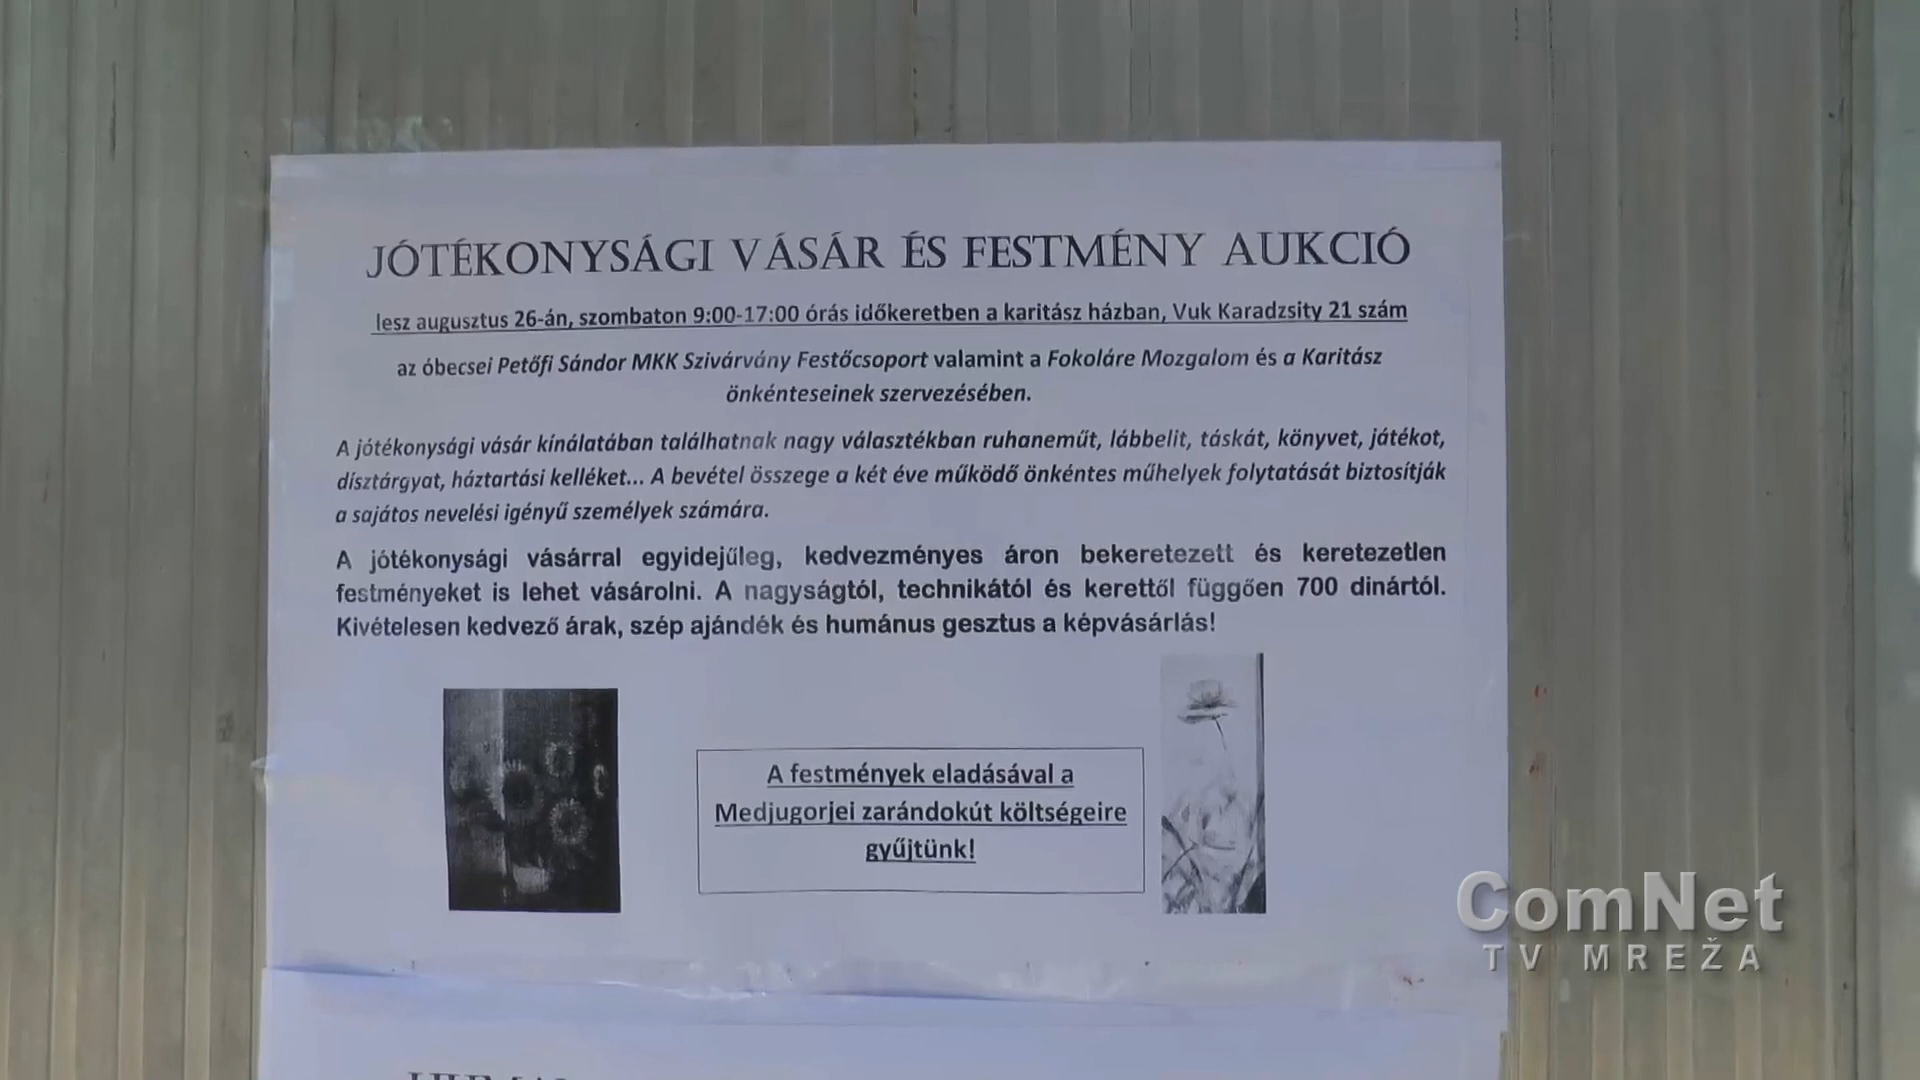 JÓTÉKONYSÁGI VÁSÁR ÉS FESTMÉNY AUKCIÓ
lesz augusztus 26-án, szombaton 9:00-17:00 órás időkeretben a karitász házban, Vuk Karadzsity 21 szám
az óbecsei Petőfi Sándor MKK Szivárvány Festőcsoport valamint a Fokoláre Mozgalom és a Karitász
önkénteseinek szervezésében.
A jótékonysági vásár kínálatában találhatnak nagy választékban ruhaneműt, lábbelit, táskát, könyvet, játékot,
dísztárgyat, háztartási kelléket... A bevétel összege a két éve működő önkéntes műhelyek folytatását biztosítják
a sajátos nevelési igényű személyek számára.
A jótékonysági vásárral egyidejűleg, kedvezményes áron bekeretezett és keretezetlen
festményeket is lehet vásárolni. A nagyságtól, technikától és kerettől függően 700 dinártól.
Kivételesen kedvező árak, szép ajándék és humánus gesztus a képvásárlás!
A festmények eladásával a
Medjugorjei zarándokút költségeire
gyűjtünk!
ComNet
TV MREŽA